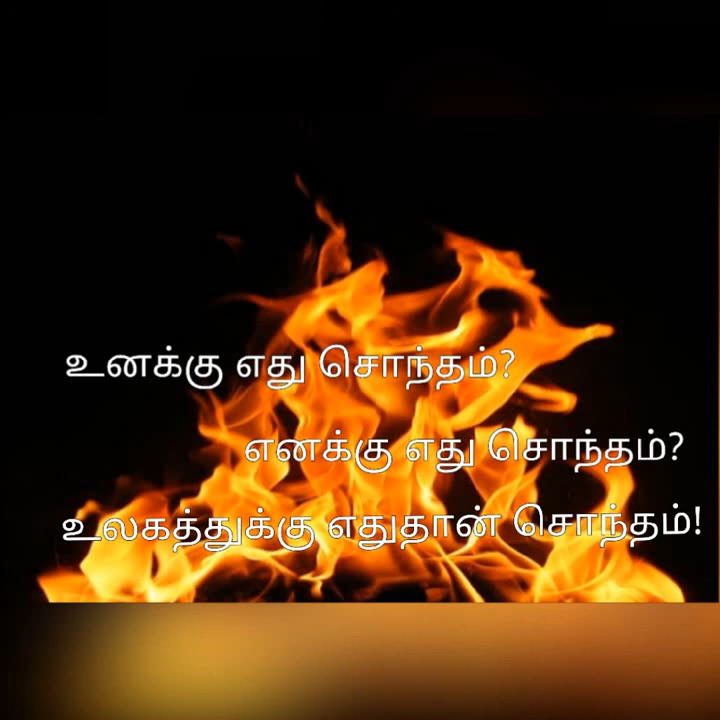 உனக்கு எது சொந்தம்?
எனக்கு எது சொந்தம்?
உலகத்துக்கு எதுதான் சொந்தம்!